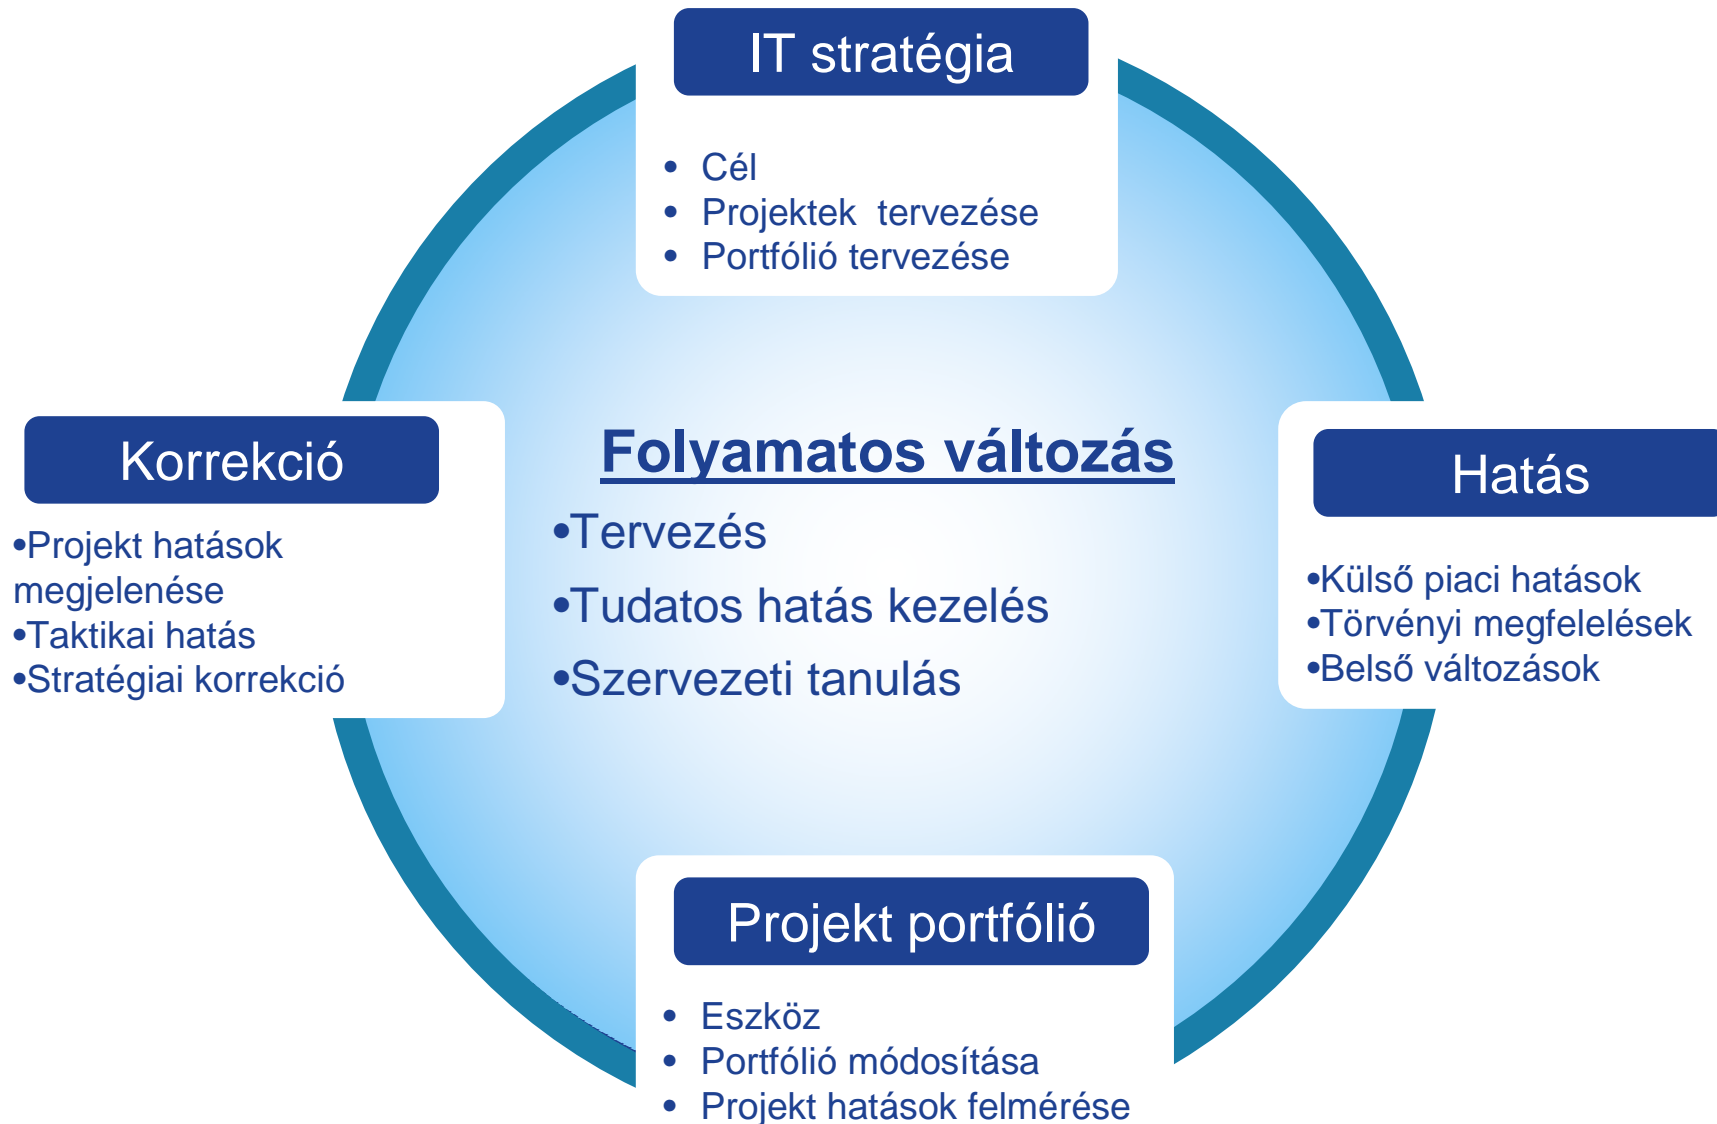 IT stratégia
• Cél
• Projektek tervezése
• Portfólió tervezése
Korrekció
•Projekt hatások
megjelenése
•Taktikai hatás
•Stratégiai korrekció
Folyamatos változás
•Tervezés
•Tudatos hatás kezelés
•Szervezeti tanulás
Hatás
•Külső piaci hatások
•Törvényi megfelelések
•Belső változások
Projekt portfólió
• Eszköz
• Portfólió módosítása
• Projekt hatások felmérése